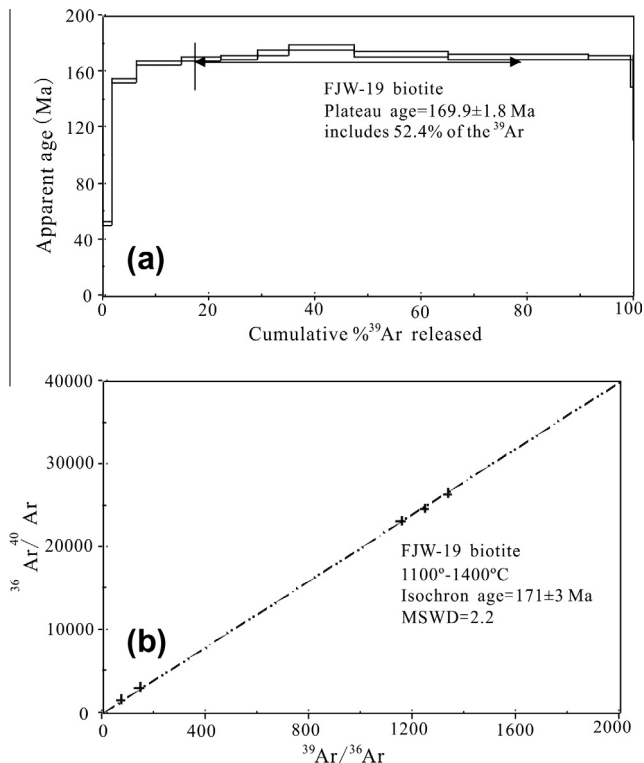 200
160
120
80
40
0
Apparent age (Ma)
FJW-19 biotite
Plateau age=169.9±1.8 Ma
includes 52.4% of the ³⁹Ar
(a)
0 20 40 60 80 100
Cumulative %³⁹Ar released
40000
30000
20000
10000
0
³⁶Ar/⁴⁰Ar
FJW-19 biotite
1100º-1400ºC
Isochron age=171±3 Ma
MSWD=2.2
(b)
0 400 800 1200 1600 2000
³⁹Ar/³⁶Ar